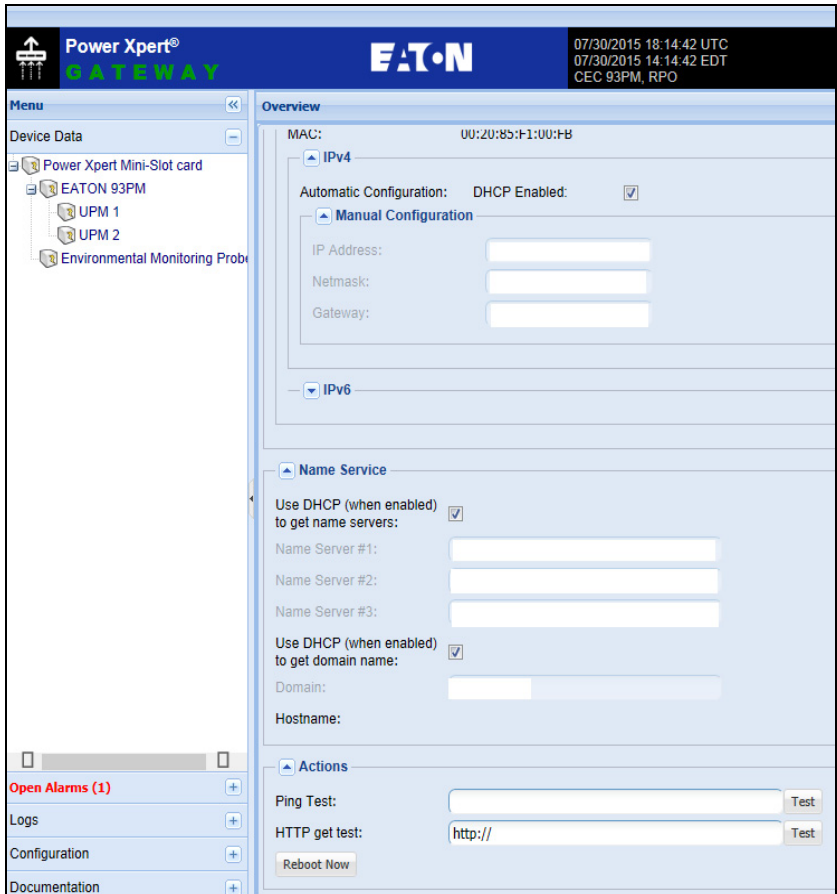 Power Xpert®
GATEWAY
EATON
07/30/2015 18:14:42 UTC
07/30/2015 14:14:42 EDT
CEC 93PM, RPO
Menu
Device Data
Power Xpert Mini-Slot card
EATON 93PM
UPM 1
UPM 2
Environmental Monitoring Probe
Open Alarms (1)
Logs
Configuration
Documentation
Overview
MAC: 00:20:85:F1:00:FB
IPv4
Automatic Configuration: DHCP Enabled:
Manual Configuration
IP Address:
Netmask:
Gateway:
IPv6
Name Service
Use DHCP (when enabled)
to get name servers:
Name Server #1:
Name Server #2:
Name Server #3:
Use DHCP (when enabled)
to get domain name:
Domain:
Hostname:
Actions
Ping Test: Test
HTTP get test: http:// Test
Reboot Now